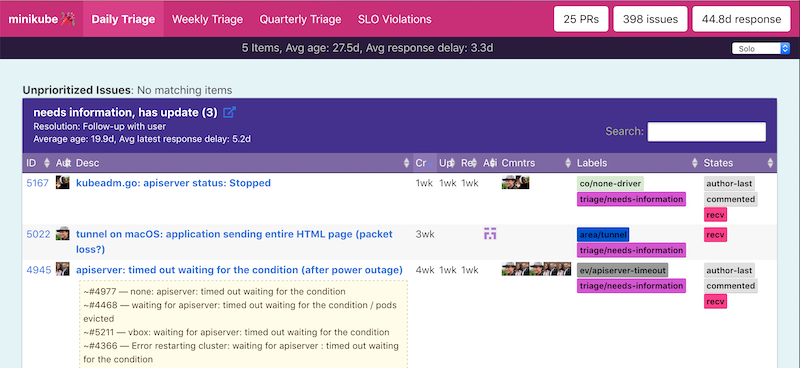 minikube Daily Triage Weekly Triage Quarterly Triage SLO Violations 25 PRs 398 issues 44.8d response
5 Items, Avg age: 27.5d, Avg response delay: 3.3d Solo
Unprioritized Issues: No matching items
needs information, has update (3)
Resolution: Follow-up with user
Average age: 19.9d, Avg latest response delay: 5.2d
Search:
ID Aut Desc Cr Up Re Cmntrs Labels States
5167 kubeadm.go: apiserver status: Stopped 1wk 1wk 1wk co/none-driver author-last
triage/needs-information commented
recv
5022 tunnel on macOS: application sending entire HTML page (packet 3wk area/tunnel recv
loss?) triage/needs-information
4945 apiserver: timed out waiting for the condition (after power outage) 4wk 1wk 1wk ev/apiserver-timeout author-last
triage/needs-information commented
recv
~#4977 — none: apiserver: timed out waiting for the condition
~#4468 — waiting for apiserver: timed out waiting for the condition / pods
evicted
~#5211 — vbox: waiting for apiserver: timed out waiting for the condition
~#4366 — Error restarting cluster: waiting for apiserver : timed out waiting
for the condition